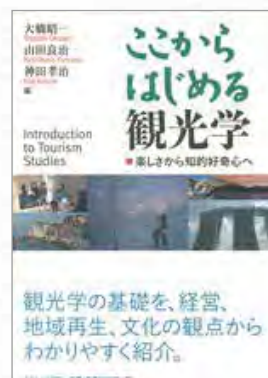 大橋昭一
山田良治
神田孝治
編
ここから
はじめる
観光学
Introduction
to Tourism
Studies
■楽しさから知的好奇心へ
観光学の基礎を、経営、
地域再生、文化の観点から
わかりやすく紹介。